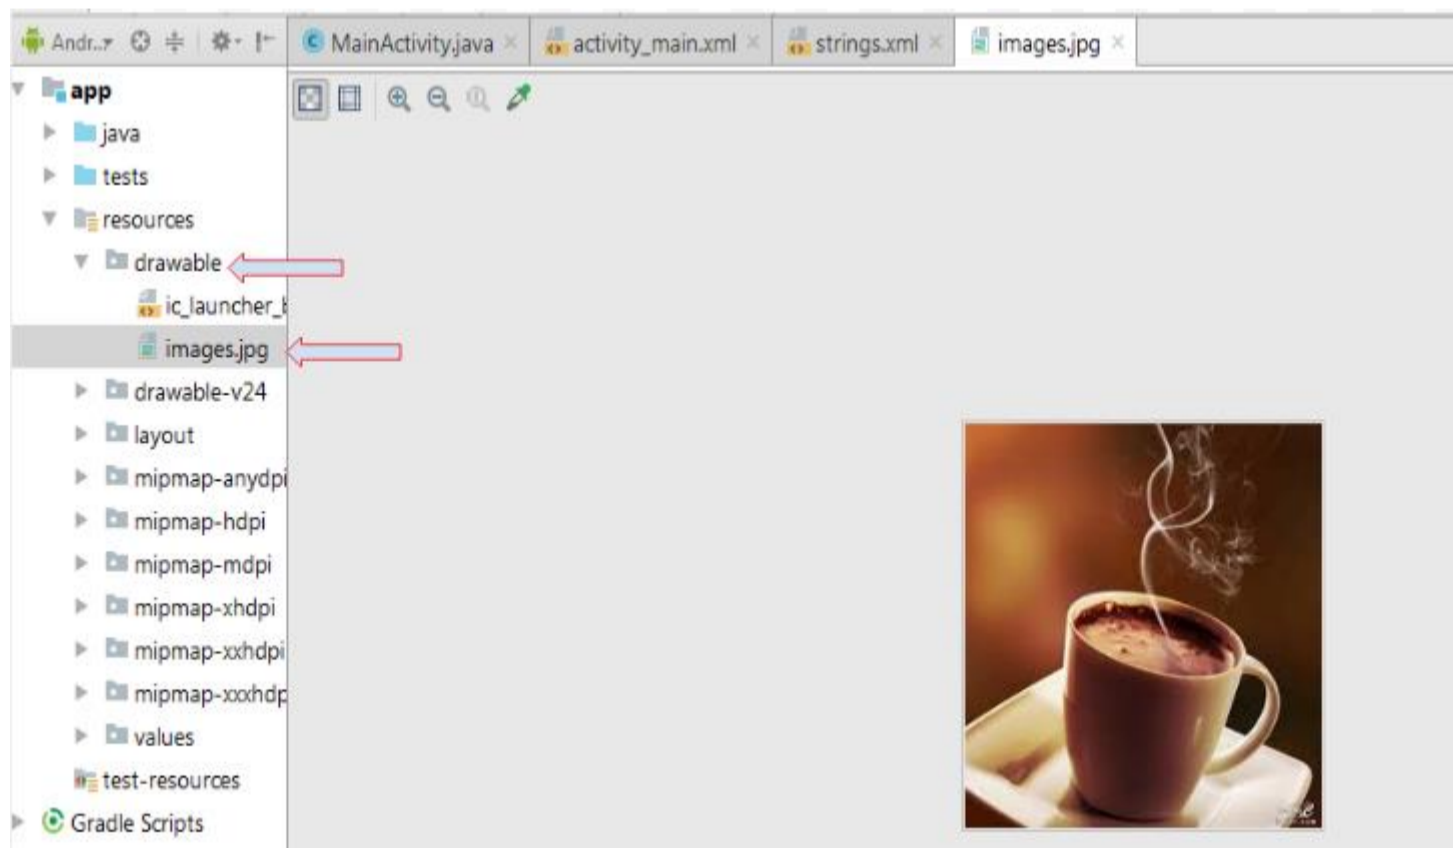 Andr..
MainActivity.java
activity_main.xml
strings.xml
images.jpg
app
java
tests
resources
drawable
ic_launcher_
images.jpg
drawable-v24
layout
mipmap-anydpi
mipmap-hdpi
mipmap-mdpi
mipmap-xhdpi
mipmap-xxhdpi
mipmap-xxxhdp
values
test-resources
Gradle Scripts